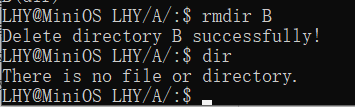 LHY@MiniOS LHY/A/:$ rmdir B
Delete directory B successfully!
LHY@MiniOS LHY/A/:$ dir
There is no file or directory.
LHY@MiniOS LHY/A/:$